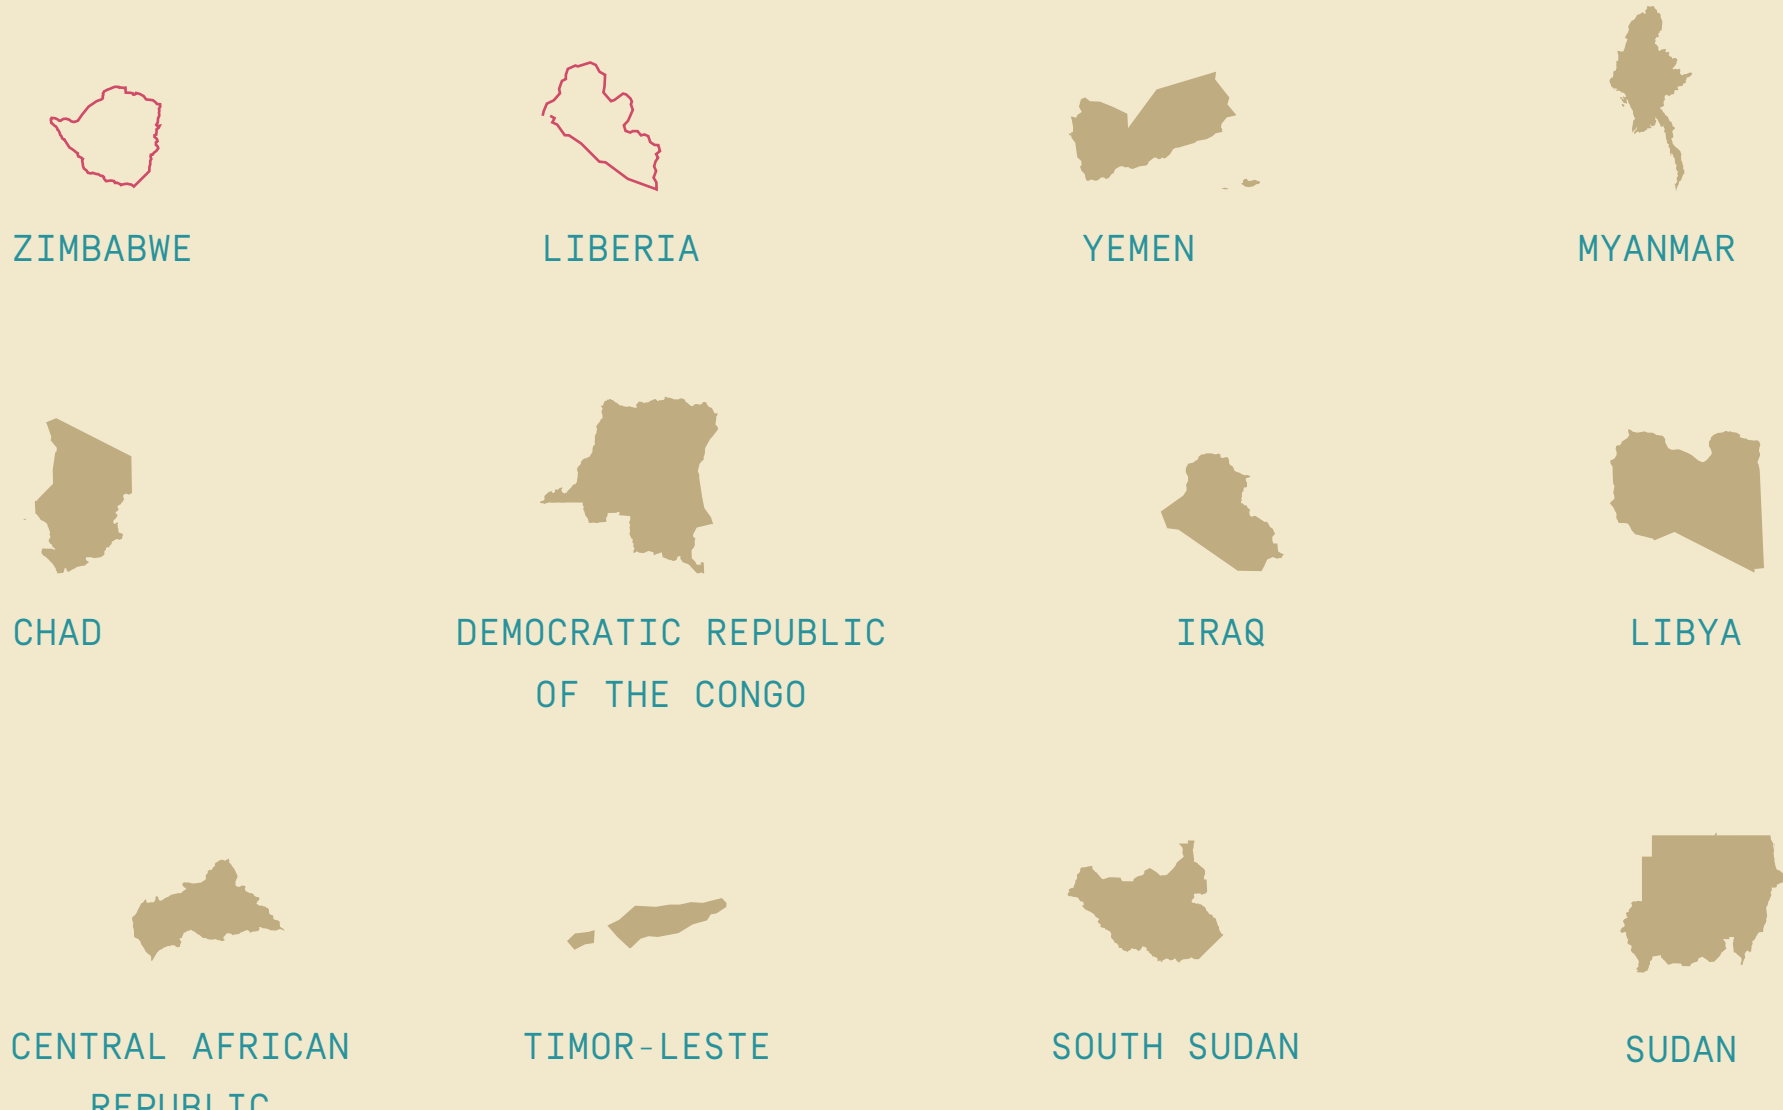 ZIMBABWE
LIBERIA
YEMEN
MYANMAR
CHAD
DEMOCRATIC REPUBLIC
OF THE CONGO
IRAQ
LIBYA
CENTRAL AFRICAN
REPUBLIC
TIMOR-LESTE
SOUTH SUDAN
SUDAN